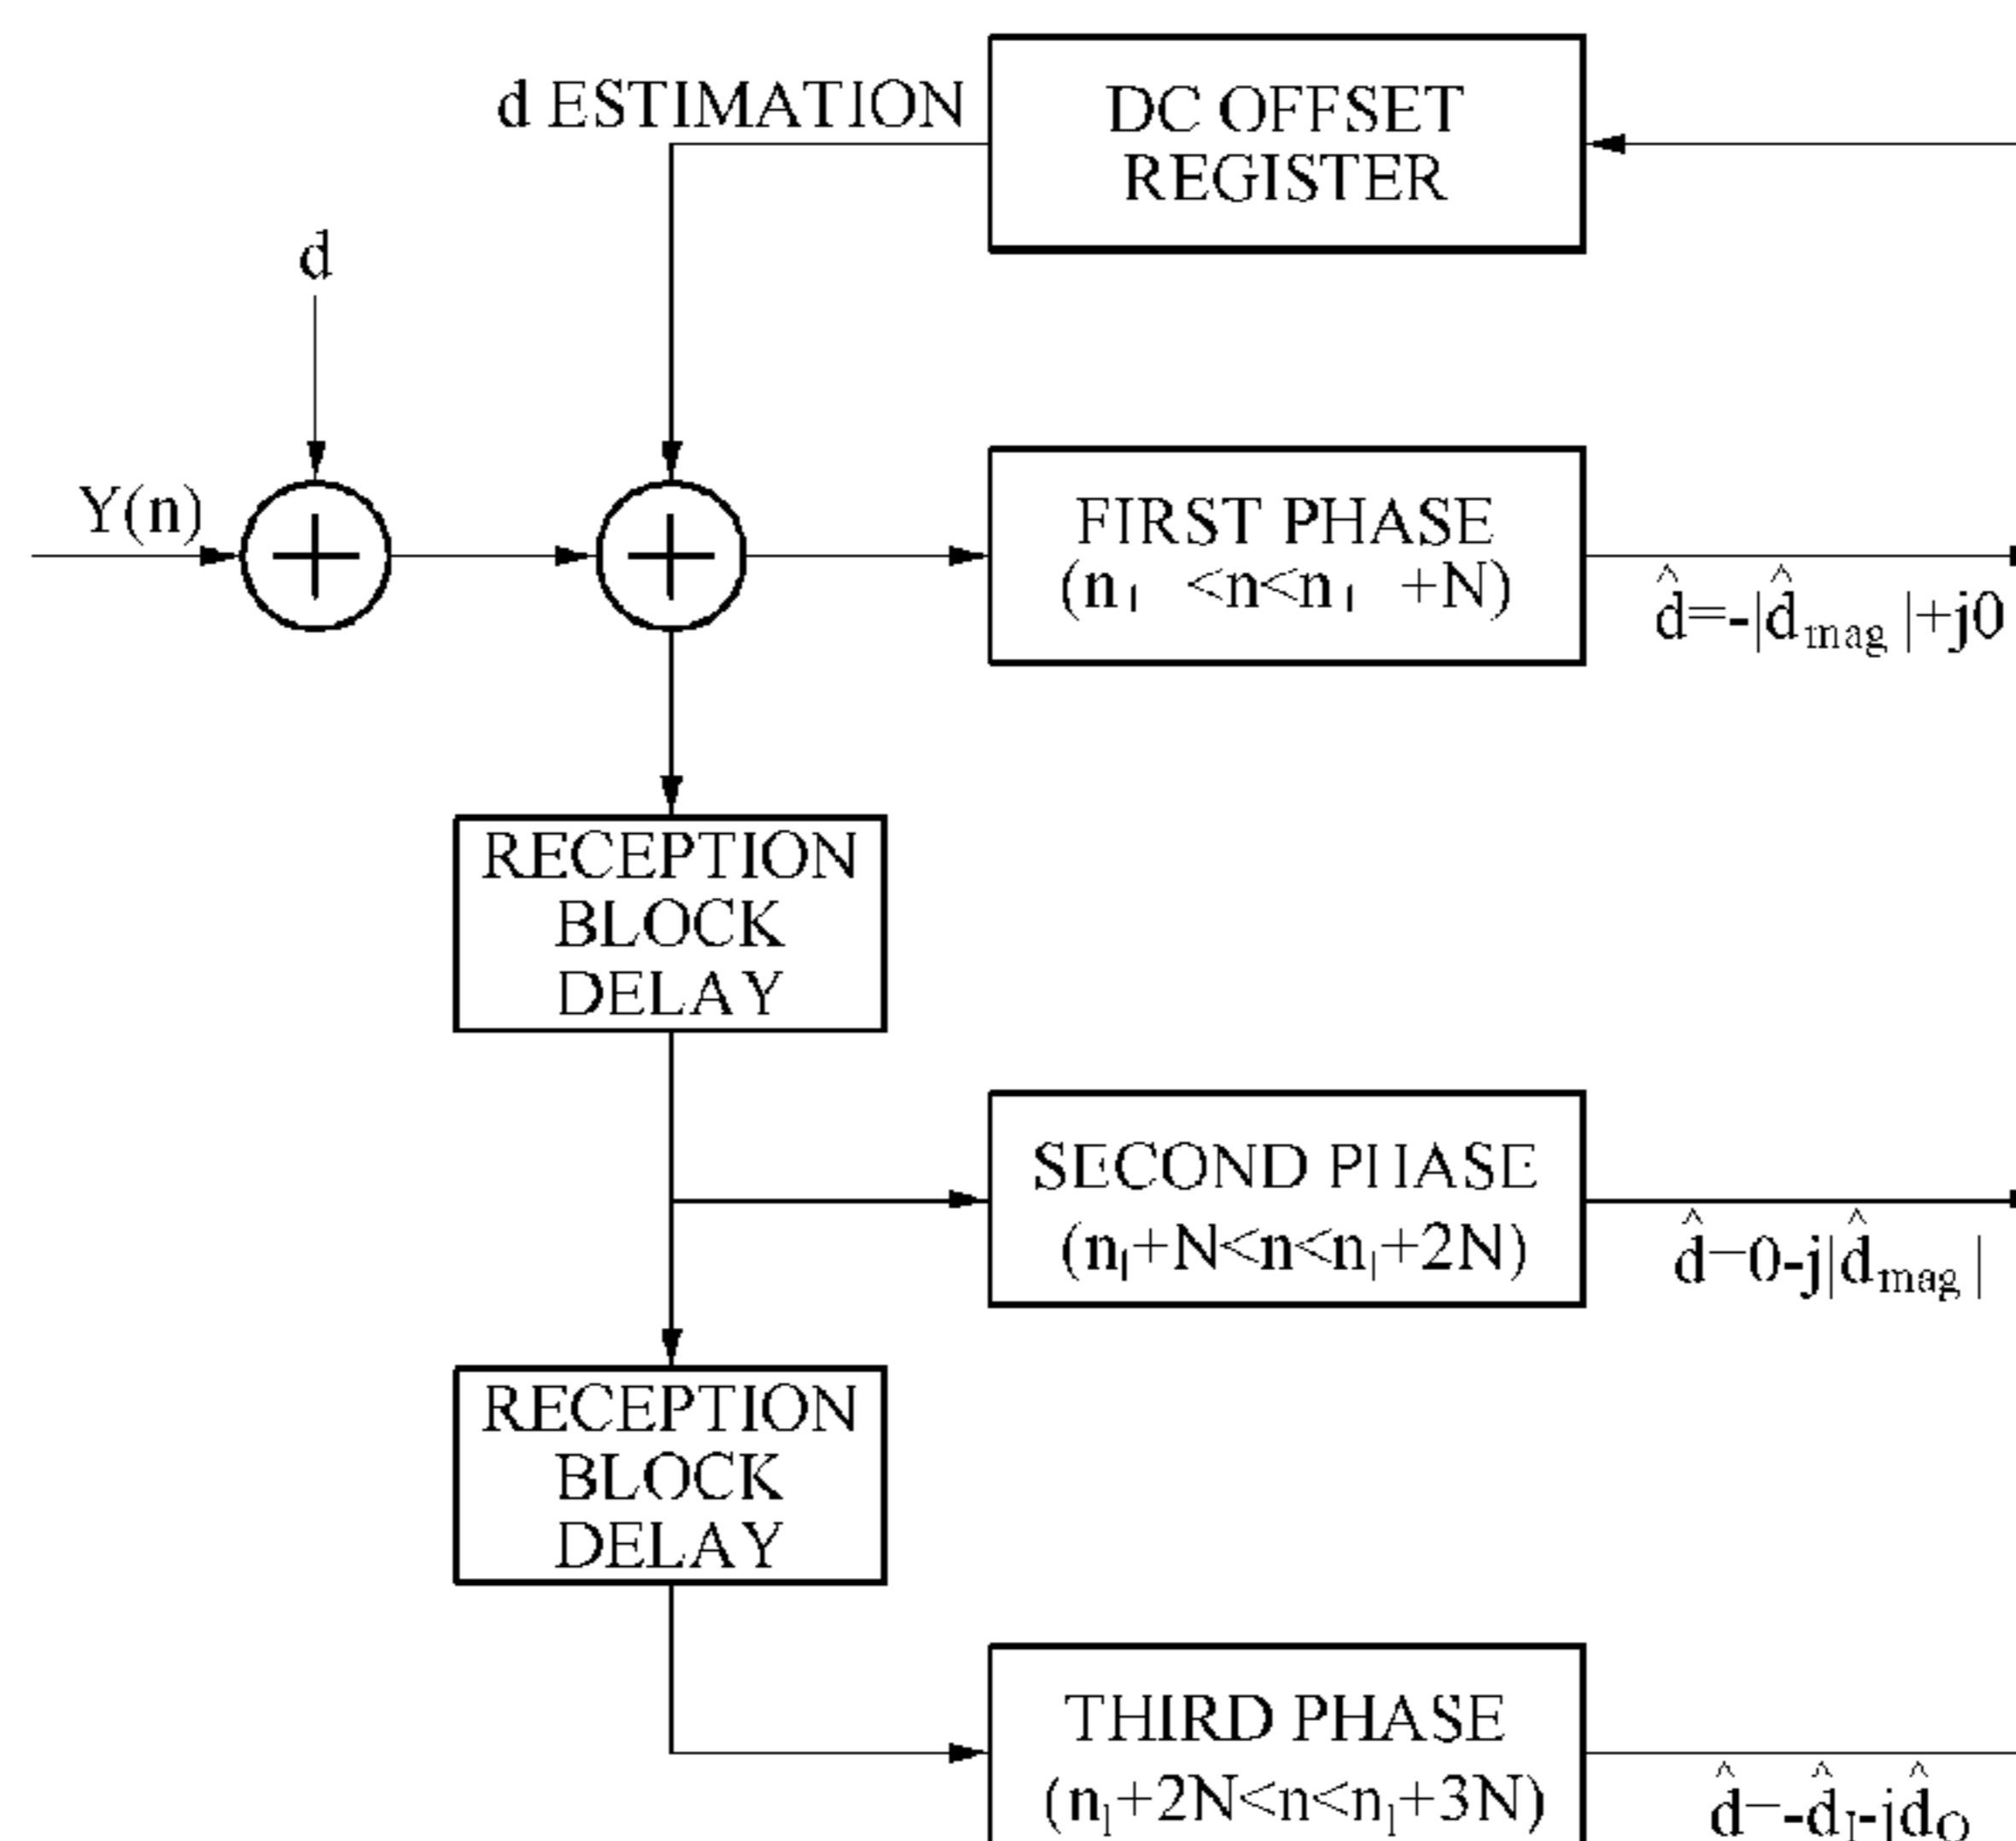 d ESTIMATION
DC OFFSET
REGISTER
d
Y(n)
FIRST PHASE
(n₁ <n<n₁ +N)
d̂=-|d̂mag |+j0
RECEPTION
BLOCK
DELAY
SECOND PHASE
(n₁+N<n<n₁+2N)
d̂=0-j|d̂mag |
RECEPTION
BLOCK
DELAY
THIRD PHASE
(n₁+2N<n<n₁+3N)
d̂=-d̂I-jd̂Q